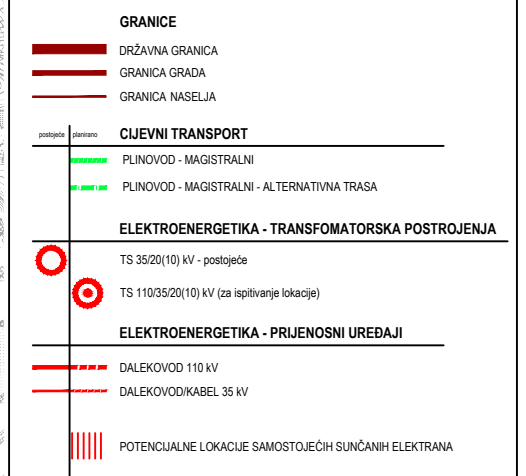 GRANICE
DRŽAVNA GRANICA
GRANICA GRADA
GRANICA NASELJA
postojeće planirano CIJEVNI TRANSPORT
PLINOVOD - MAGISTRALNI
PLINOVOD - MAGISTRALNI - ALTERNATIVNA TRASA
ELEKTROENERGETIKA - TRANSFOMATORSKA POSTROJENJA
TS 35/20(10) kV - postojeće
TS 110/35/20(10) kV (za ispitivanje lokacije)
ELEKTROENERGETIKA - PRIJENOSNI UREĐAJI
DALEKOVOD 110 kV
DALEKOVOD/KABEL 35 kV
POTENCIJALNE LOKACIJE SAMOSTOJEĆIH SUNČANIH ELEKTRANA